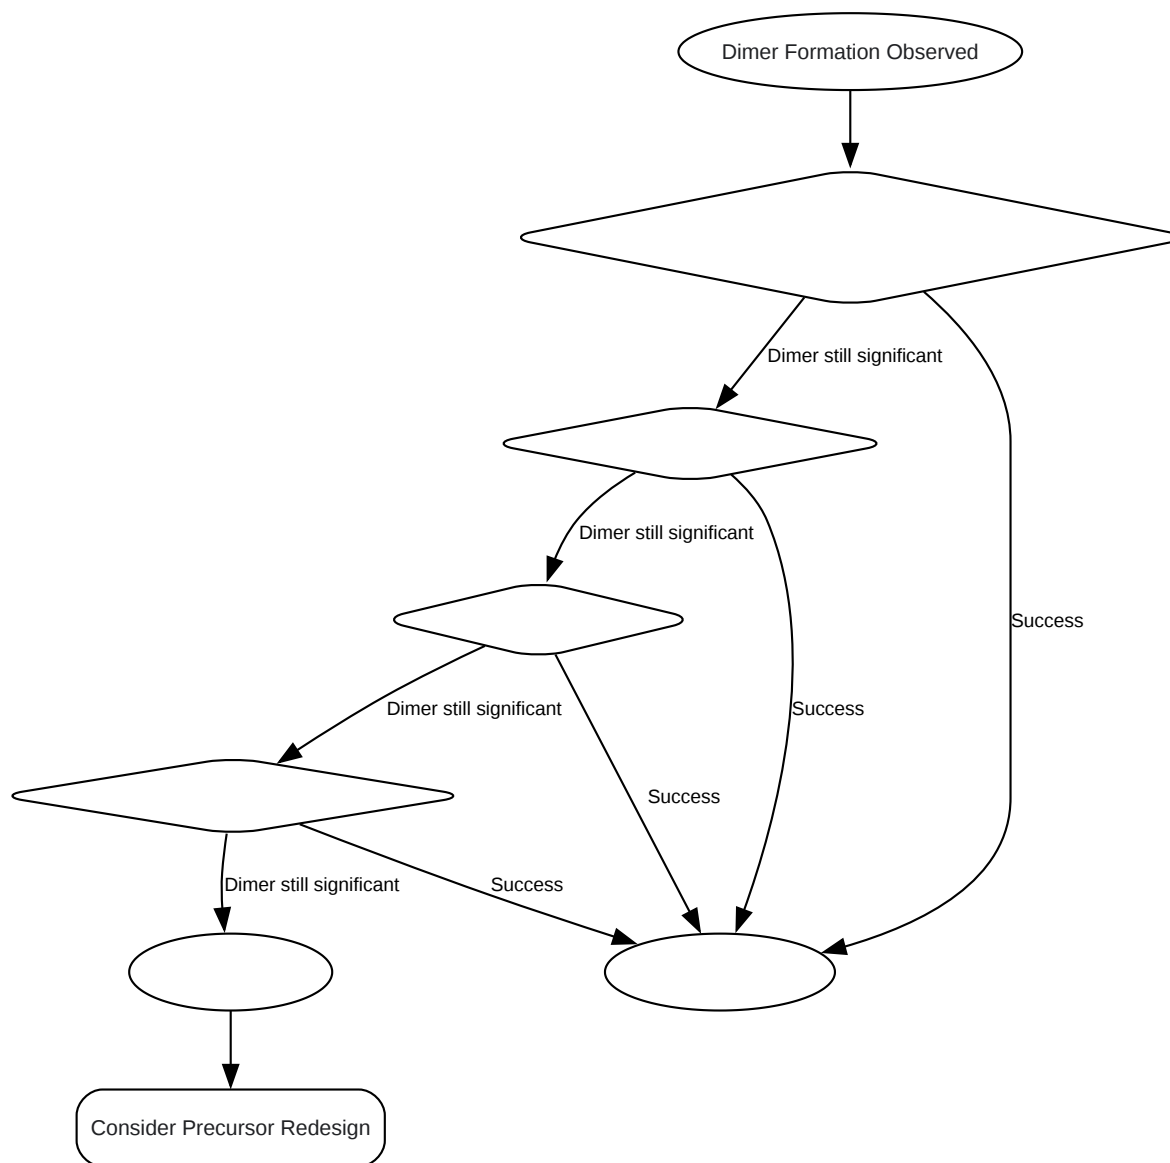 Dimer Formation Observed
Dimer still significant
Dimer still significant
Success
Dimer still significant
Success
Success
Dimer still significant
Success
Consider Precursor Redesign